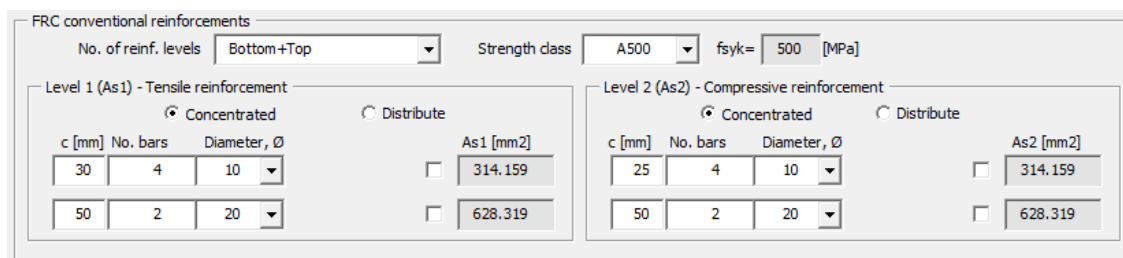 FRC conventional reinforcements
No. of reinf. levels Bottom+Top Strength class A500 fsyk= 500 [MPa]
Level 1 (As1) - Tensile reinforcement Level 2 (As2) - Compressive reinforcement
Concentrated Distribute Concentrated Distribute
c [mm] No. bars Diameter, Ø As1 [mm2] c [mm] No. bars Diameter, Ø As2 [mm2]
30 4 10 314.159 25 4 10 314.159
50 2 20 628.319 50 2 20 628.319